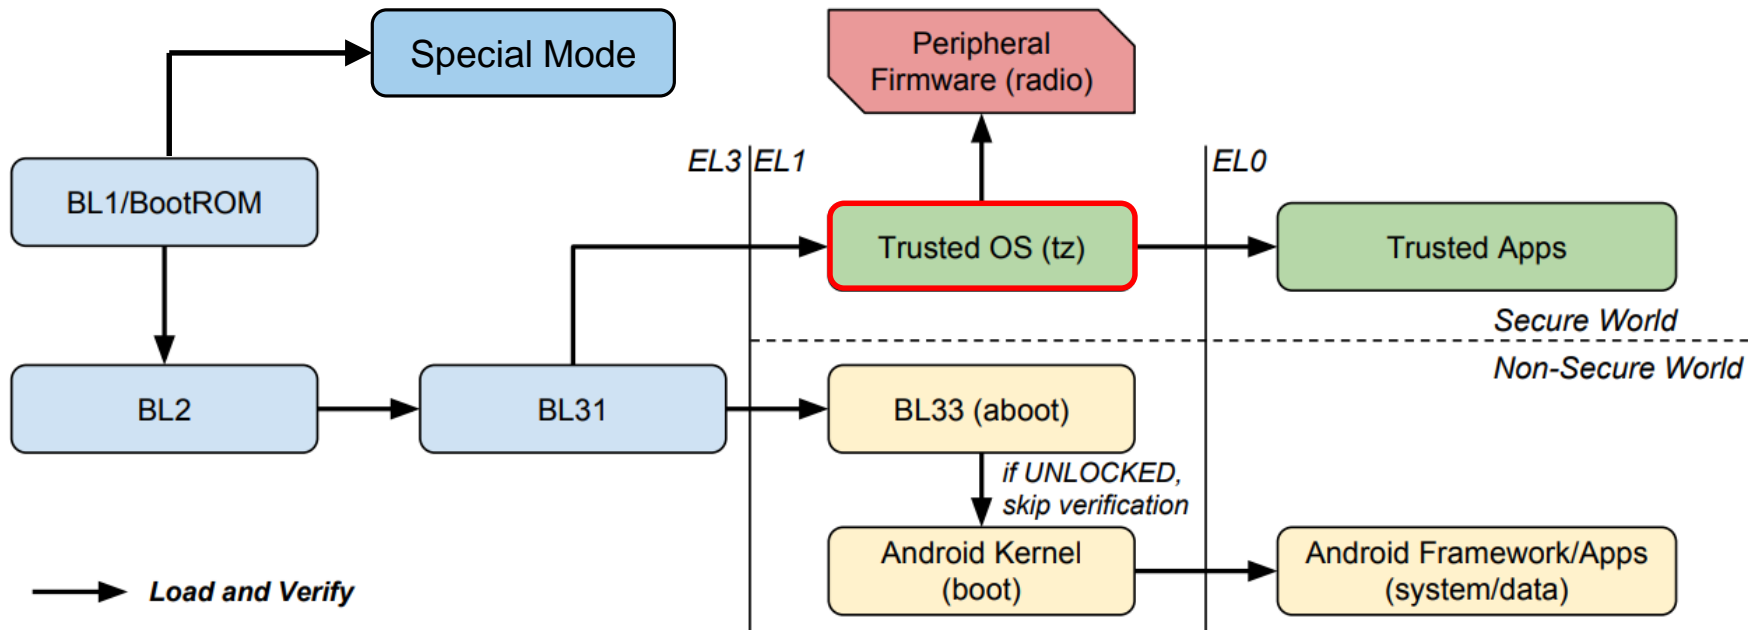 Special Mode
Peripheral
Firmware (radio)
EL3 EL1
EL0
BL1/BootROM
Trusted OS (tz)
Trusted Apps
Secure World
Non-Secure World
BL2
BL31
BL33 (aboot)
if UNLOCKED,
skip verification
Android Kernel
(boot)
Android Framework/Apps
(system/data)
Load and Verify